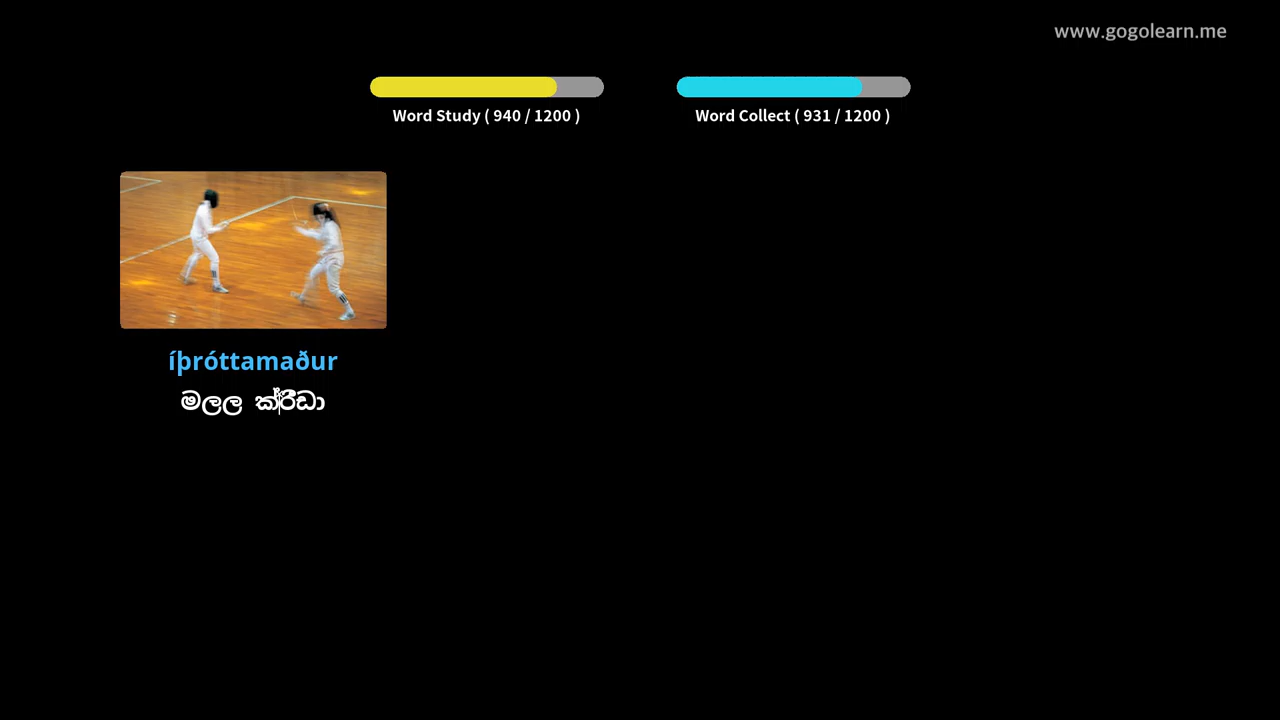 www.gogolearn.me
Word Study ( 940 / 1200 )
Word Collect ( 931 / 1200 )
íþróttamaður
මලල ක්‍රීඩා